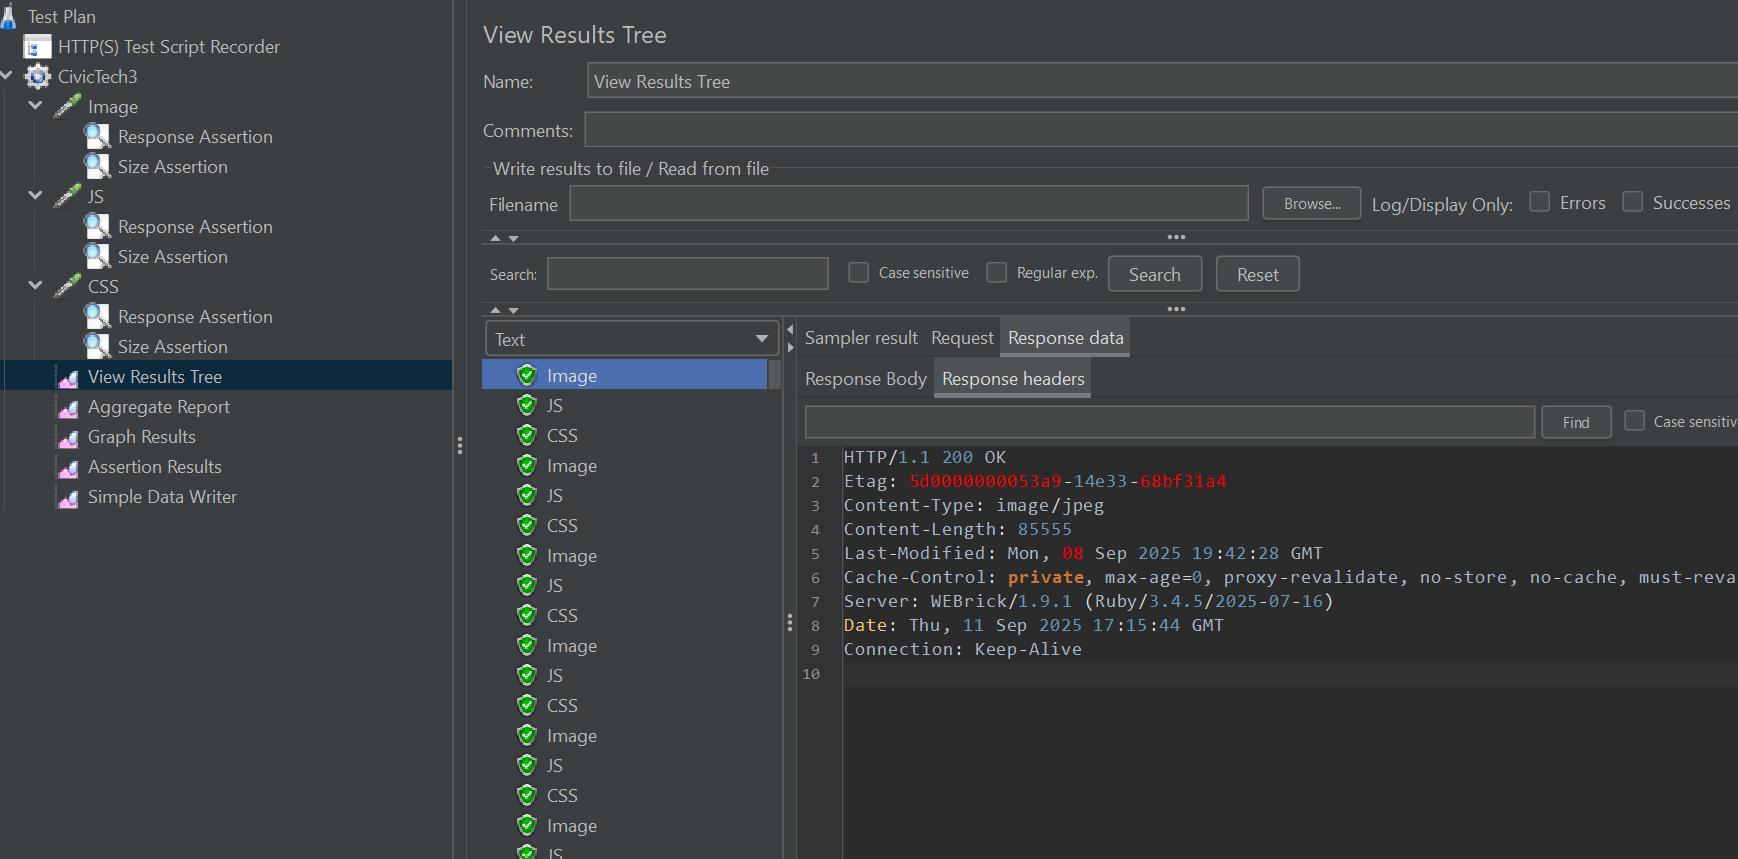 Test Plan
HTTP(S) Test Script Recorder
CivicTech3
Image
Response Assertion
Size Assertion
JS
Response Assertion
Size Assertion
CSS
Response Assertion
Size Assertion
View Results Tree
Aggregate Report
Graph Results
Assertion Results
Simple Data Writer
View Results Tree
Name: View Results Tree
Comments:
Write results to file / Read from file
Filename Browse... Log/Display Only: Errors Successes
Search: Case sensitive Regular exp. Search Reset
Text
Image
JS
CSS
Image
JS
CSS
Image
JS
CSS
Image
JS
CSS
Image
JS
CSS
Image
JS
Sampler result Request Response data
Response Body Response headers
Find Case sensitiv
1 HTTP/1.1 200 OK
2 Etag: 5d0000000053a9-14e33-68bf31a4
3 Content-Type: image/jpeg
4 Content-Length: 85555
5 Last-Modified: Mon, 08 Sep 2025 19:42:28 GMT
6 Cache-Control: private, max-age=0, proxy-revalidate, no-store, no-cache, must-reva
7 Server: WEBrick/1.9.1 (Ruby/3.4.5/2025-07-16)
8 Date: Thu, 11 Sep 2025 17:15:44 GMT
9 Connection: Keep-Alive
10